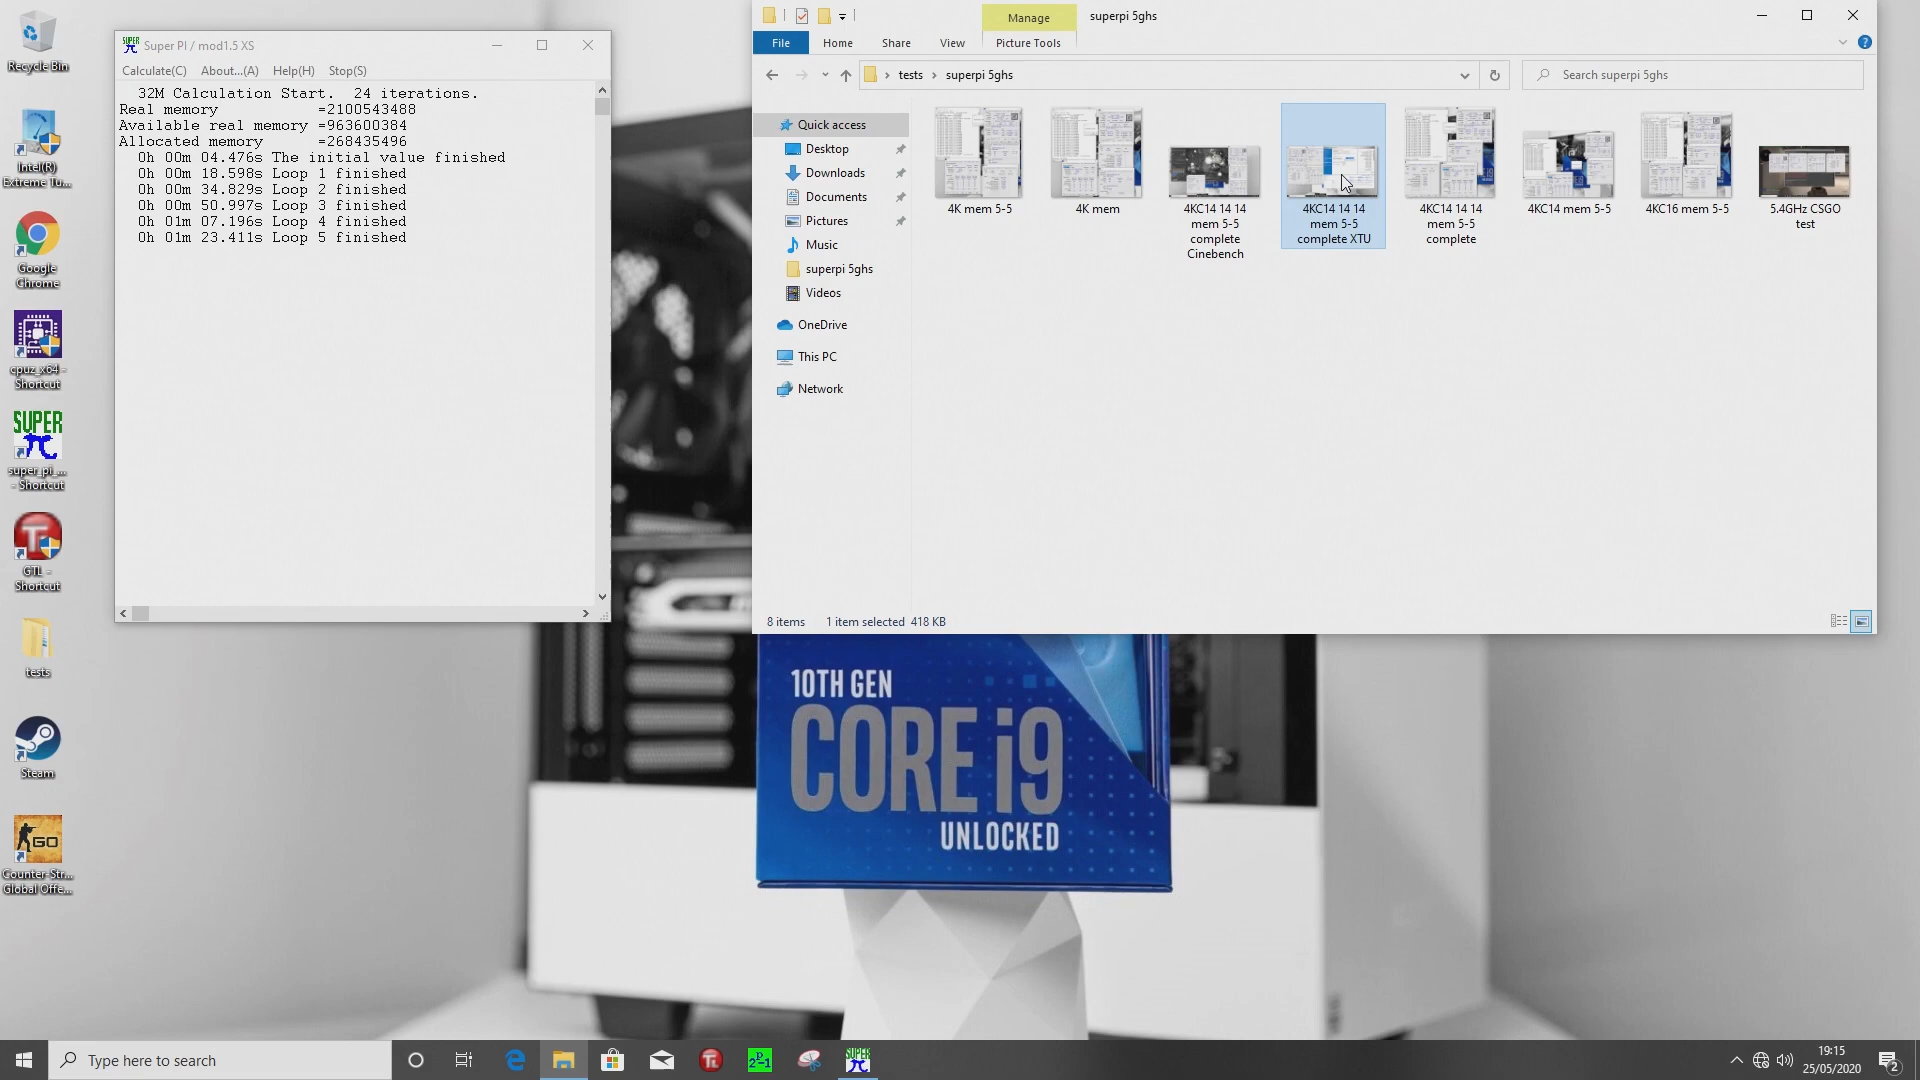 Recycle Bin
Intel(R)
Extreme Tu...
Google
Chrome
cpuz_x64 -
Shortcut
SUPER
super_pi_...
- Shortcut
GTL -
Shortcut
tests
Steam
GO
Counter-Str...
Global Offe...
Super PI / mod1.5 XS
Calculate(C) About...(A) Help(H) Stop(S)
32M Calculation Start. 24 iterations.
Real memory =2100543488
Available real memory =963600384
Allocated memory =268435496
0h 00m 04.476s The initial value finished
0h 00m 18.598s Loop 1 finished
0h 00m 34.829s Loop 2 finished
0h 00m 50.997s Loop 3 finished
0h 01m 07.196s Loop 4 finished
0h 01m 23.411s Loop 5 finished
Manage
superpi 5ghs
File Home Share View Picture Tools
tests › superpi 5ghs
Search superpi 5ghs
Quick access
Desktop
Downloads
Documents
Pictures
Music
superpi 5ghs
Videos
OneDrive
This PC
Network
4K mem 5-5
4K mem
4KC14 14 14
mem 5-5
complete
Cinebench
4KC14 14 14
mem 5-5
complete XTU
4KC14 14 14
mem 5-5
complete
4KC14 mem 5-5
4KC16 mem 5-5
5.4GHz CSGO
test
8 items 1 item selected 418 KB
10TH GEN
CORE i9
UNLOCKED
Type here to search
19:15
25/05/2020
2